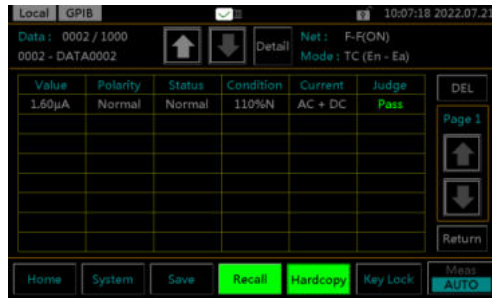 Local GPIB 10:07:18 2022.07.21
Data : 0002 / 1000
0002 - DATA0002
Detail
Net : F-F(ON)
Mode : TC (En - Ea)
Value Polarity Status Condition Current Judge
1.60µA Normal Normal 110%N AC + DC Pass
DEL
Page 1
Return
Home System Save Recall Hardcopy Key Lock Meas
AUTO